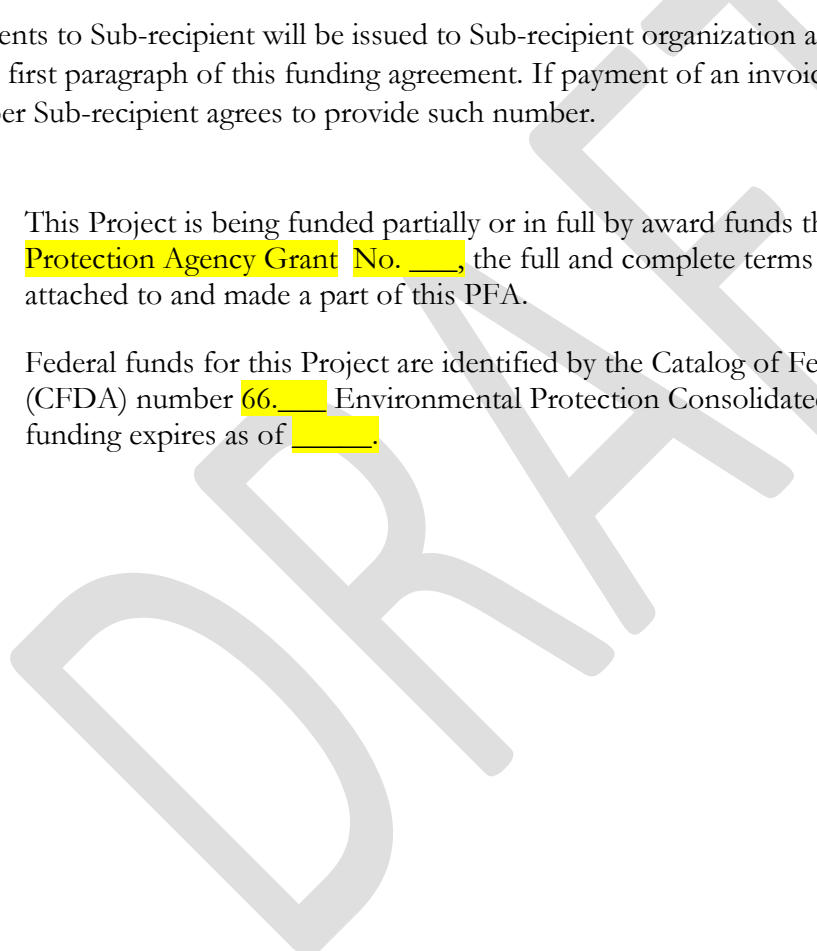 ents to Sub-recipient will be issued to Sub-recipient organization a
first paragraph of this funding agreement. If payment of an invoic
er Sub-recipient agrees to provide such number.
This Project is being funded partially or in full by award funds th
Protection Agency Grant No. ___, the full and complete terms
attached to and made a part of this PFA.
Federal funds for this Project are identified by the Catalog of Fe
(CFDA) number 66.___ Environmental Protection Consolidate
funding expires as of _____.
DRAFT